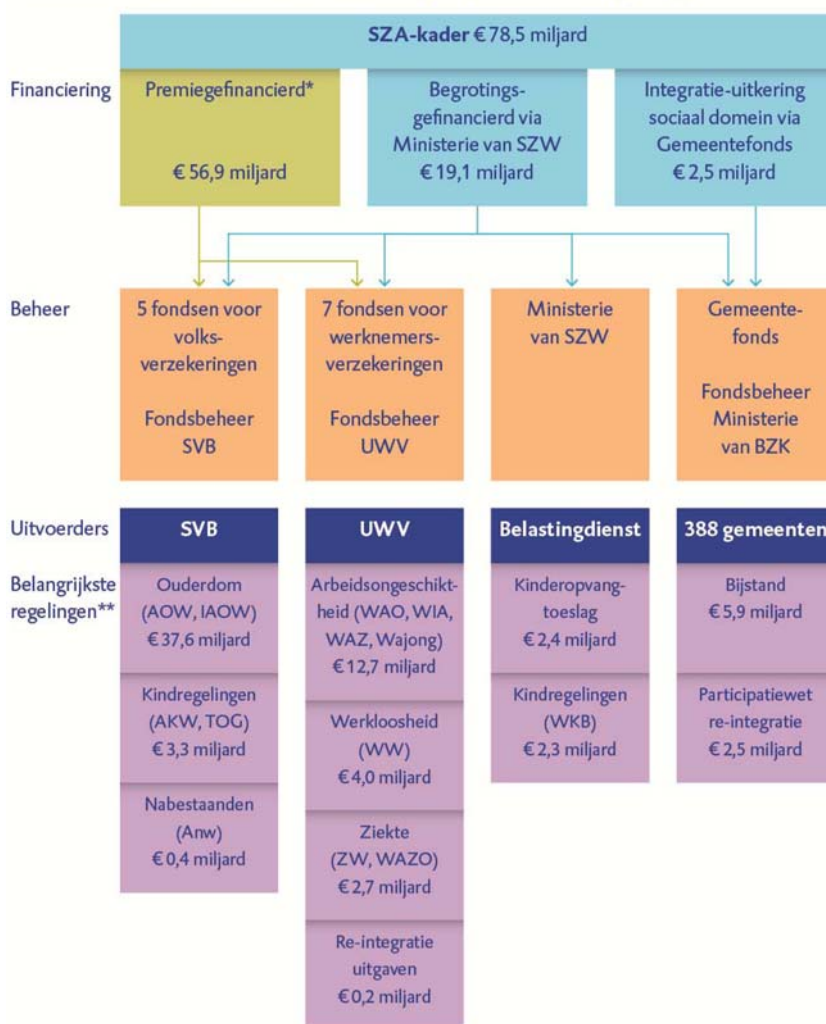 SZA-kader € 78,5 miljard
Financiering
Premiegefinancierd*
€ 56,9 miljard
Begrotings-
gefinancierd via
Ministerie van SZW
€ 19,1 miljard
Integratie-uitkering
sociaal domein via
Gemeentefonds
€ 2,5 miljard
Beheer
5 fondsen voor
volks-
verzekeringen
Fondsbeheer
SVB
7 fondsen voor
werknemers-
verzekeringen
Fondsbeheer
UWV
Ministerie
van SZW
Gemeente-
fonds
Fondsbeheer
Ministerie
van BZK
Uitvoerders
SVB
UWV
Belastingdienst
388 gemeenten
Belangrijkste
regelingen**
Ouderdom
(AOW, IAOW)
€ 37,6 miljard
Kindregelingen
(AKW, TOG)
€ 3,3 miljard
Nabestaanden
(Anw)
€ 0,4 miljard
Arbeidsongeschikt-
heid (WAO, WIA,
WAZ, Wajong)
€ 12,7 miljard
Werkloosheid
(WW)
€ 4,0 miljard
Ziekte
(ZW, WAZO)
€ 2,7 miljard
Re-integratie
uitgaven
€ 0,2 miljard
Kinderopvang-
toeslag
€ 2,4 miljard
Kindregelingen
(WKB)
€ 2,3 miljard
Bijstand
€ 5,9 miljard
Participatiewet
re-integratie
€ 2,5 miljard